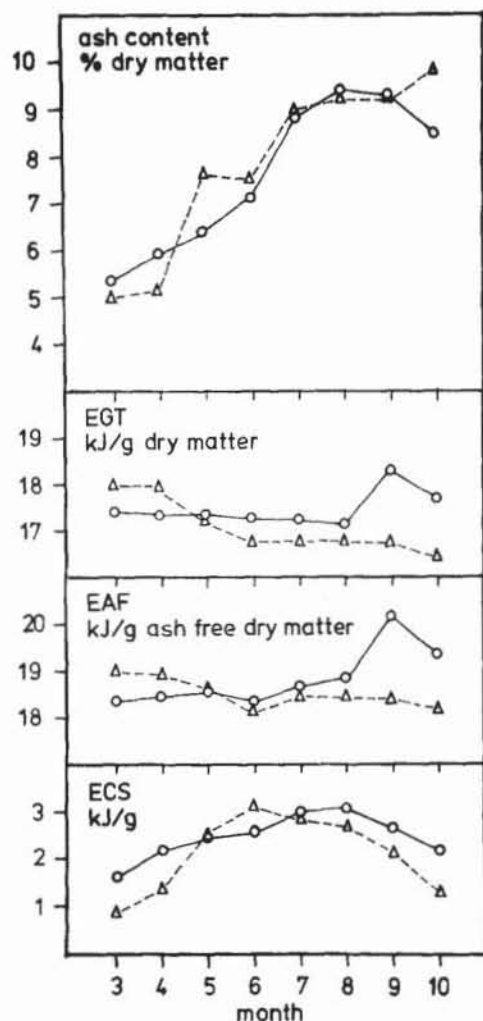 ash content
% dry matter
10
9
8
7
6
5
4
EGT
kJ/g dry matter
19
18
17
EAF
kJ/g ash free dry matter
20
19
18
ECS
kJ/g
3
2
1
3 4 5 6 7 8 9 10
month